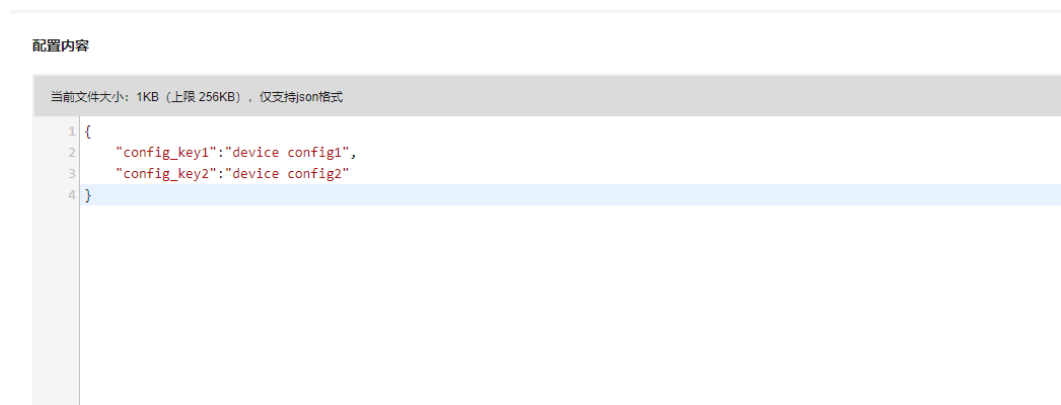 配置内容
当前文件大小：1KB（上限 256KB），仅支持json格式
1 {
2     "config_key1":"device config1",
3     "config_key2":"device config2"
4 }